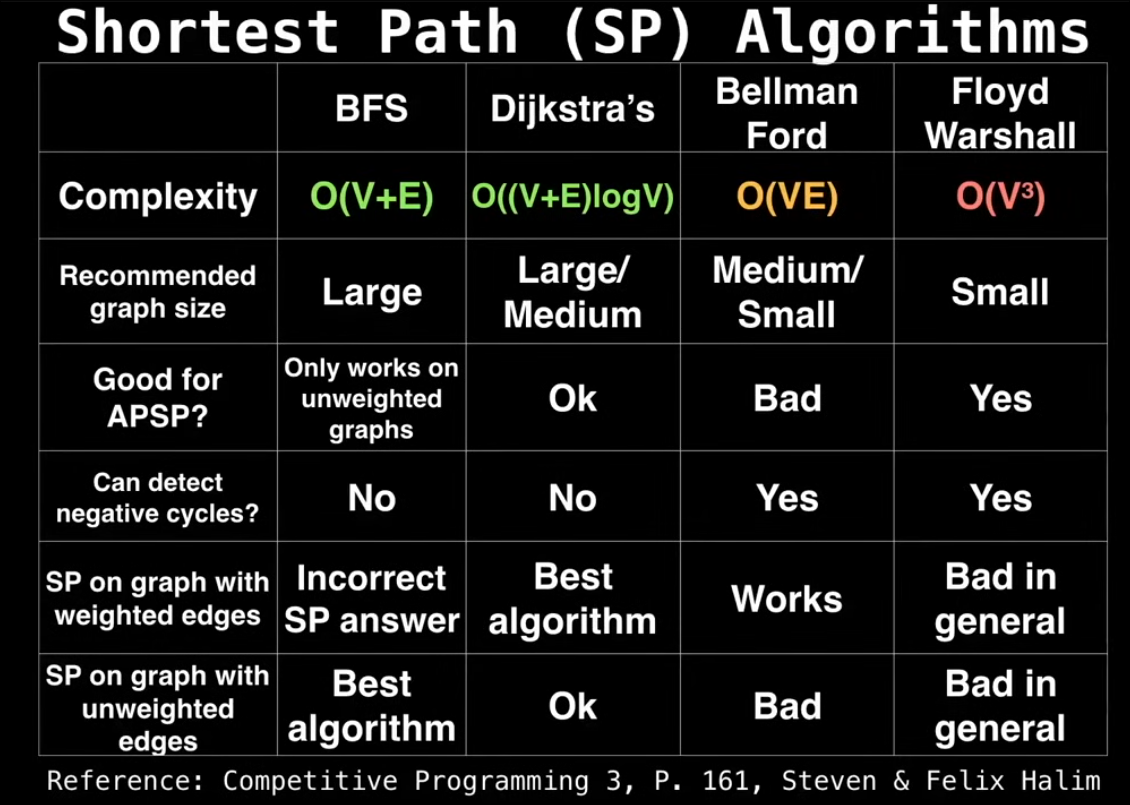 Shortest Path (SP) Algorithms
BFS
Dijkstra’s
Bellman
Ford
Floyd
Warshall
Complexity
O(V+E)
O((V+E)logV)
O(VE)
O(V³)
Recommended
graph size
Large
Large/
Medium
Medium/
Small
Small
Good for
APSP?
Only works on
unweighted
graphs
Ok
Bad
Yes
Can detect
negative cycles?
No
No
Yes
Yes
SP on graph with
weighted edges
Incorrect
SP answer
Best
algorithm
Works
Bad in
general
SP on graph with
unweighted
edges
Best
algorithm
Ok
Bad
Bad in
general
Reference: Competitive Programming 3, P. 161, Steven & Felix Halim